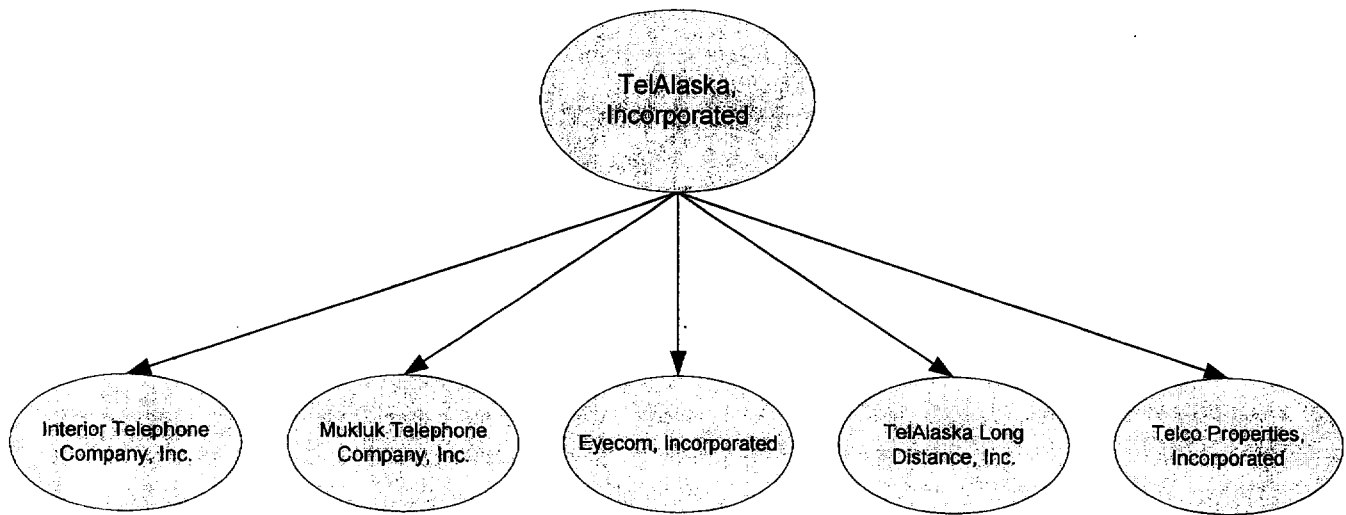 TelAlaska,
Incorporated
Interior Telephone
Company, Inc.
Mukluk Telephone
Company, Inc.
Eyecom, Incorporated
TelAlaska Long
Distance, Inc.
Telco Properties,
Incorporated